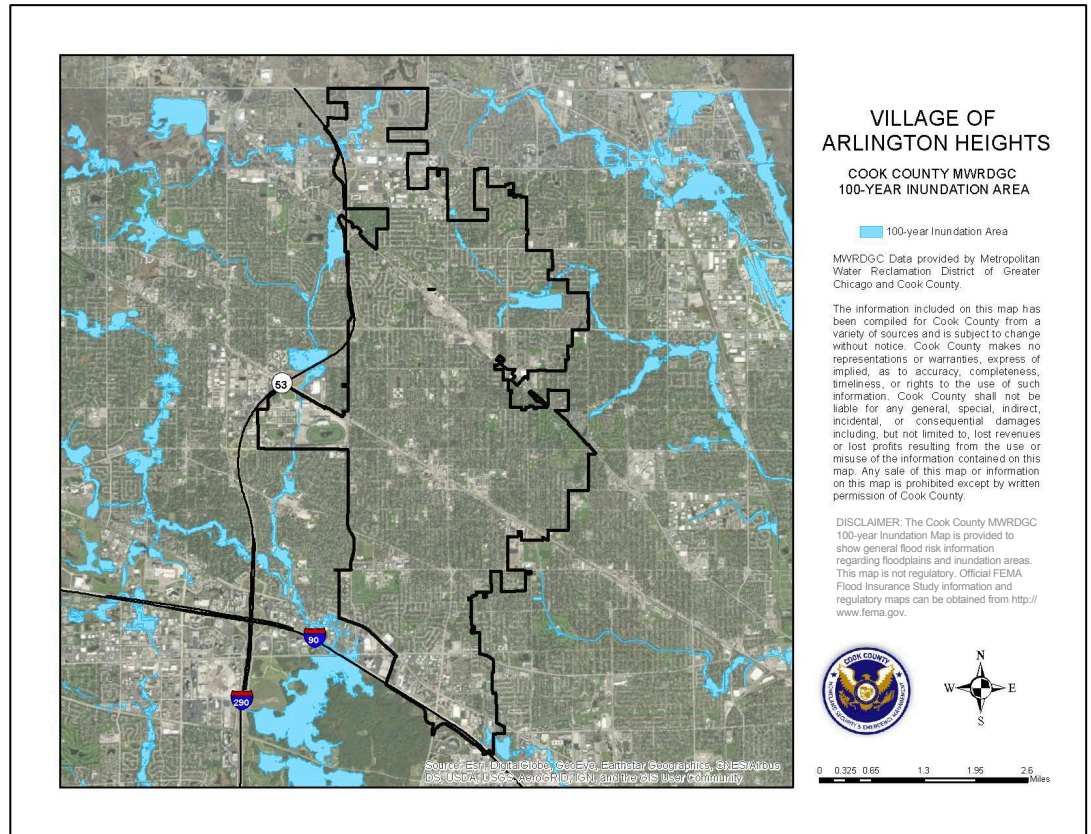 VILLAGE OF
ARLINGTON HEIGHTS
COOK COUNTY MWRDGC
100-YEAR INUNDATION AREA
100-year Inundation Area
MWRDGC Data provided by Metropolitan
Water Reclamation District of Greater
Chicago and Cook County.
The information included on this map has
been compiled for Cook County from a
variety of sources and is subject to change
without notice. Cook County makes no
representations or warranties, express of
implied, as to accuracy, completeness,
timeliness, or rights to the use of such
information. Cook County shall not be
liable for any general, special, indirect,
incidental, or consequential damages
including, but not limited to, lost revenues
or lost profits resulting from the use or
misuse of the information contained on this
map. Any sale of this map or information
on this map is prohibited except by written
permission of Cook County.
DISCLAIMER: The Cook County MWRDGC
100-year Inundation Map is provided to
show general flood risk information
regarding floodplains and inundation areas.
This map is not regulatory. Official FEMA
Flood Insurance Study information and
regulatory maps can be obtained from http://
www.fema.gov.
COOK COUNTY
HOMELAND SECURITY & EMERGENCY MANAGEMENT
N
W E
S
0 0.325 0.65 1.3 1.95 2.6
Miles
53
90
290
Source: Esri, DigitalGlobe, GeoEye, Earthstar Geographics, CNES/Airbus
DS, USDA, USGS, AeroGRID, IGN, and the GIS User Community